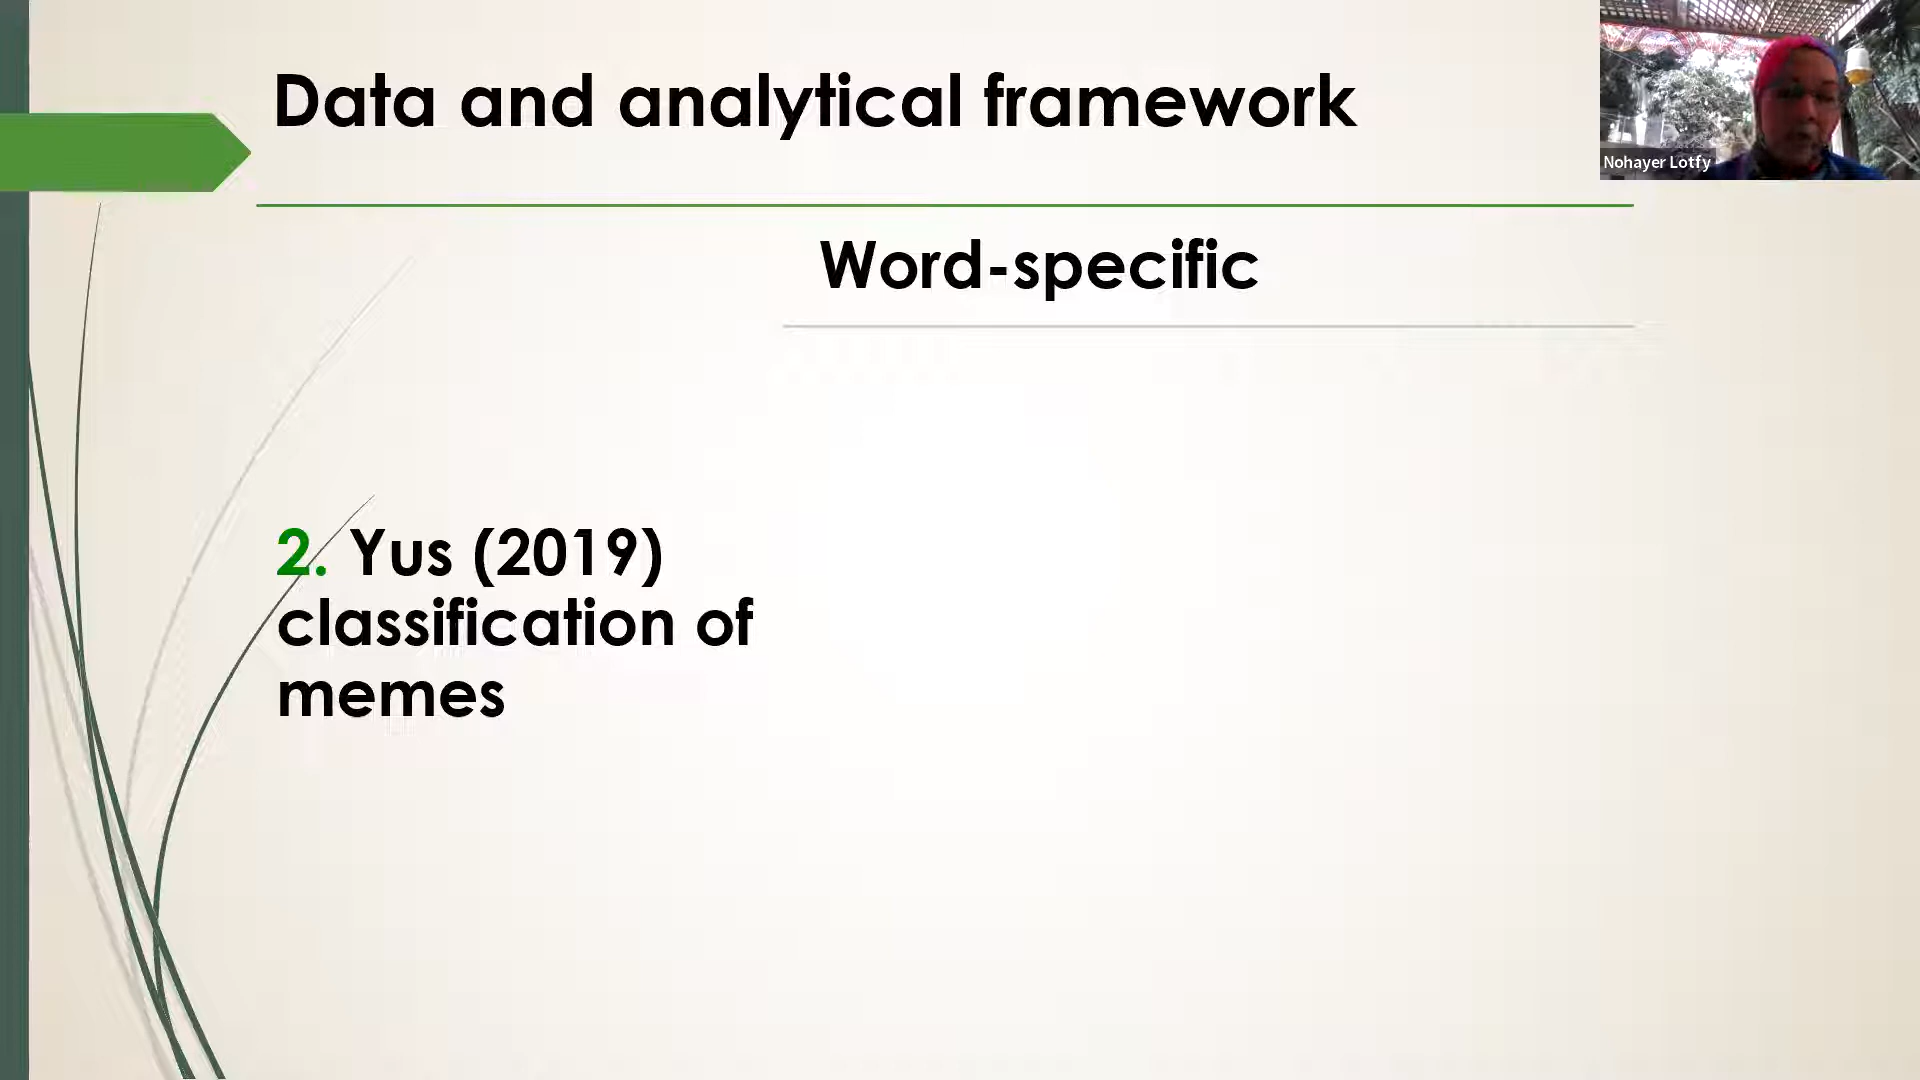 Data and analytical framework
Nohayer Lotfy
Word-specific
2. Yus (2019)
classification of
memes